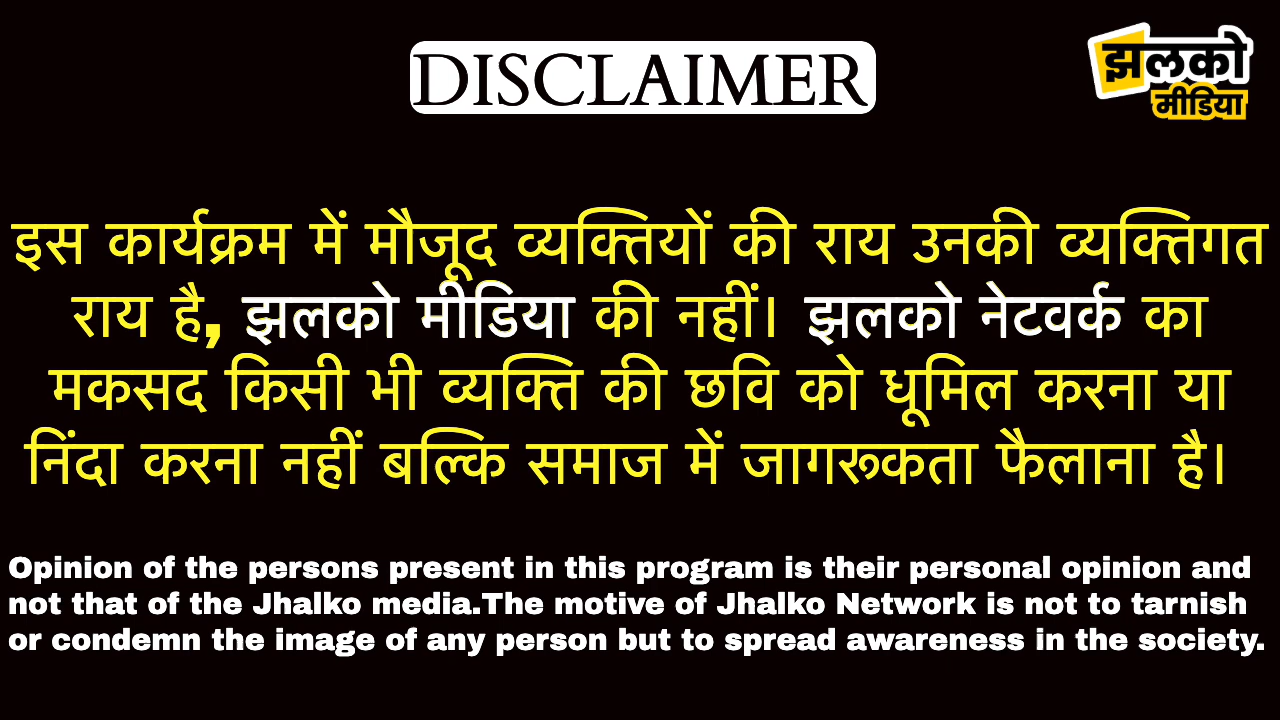 DISCLAIMER
झलको
मीडिया
इस कार्यक्रम में मौजूद व्यक्तियों की राय उनकी व्यक्तिगत
राय है, झलको मीडिया की नहीं। झलको नेटवर्क का
मकसद किसी भी व्यक्ति की छवि को धूमिल करना या
निंदा करना नहीं बल्कि समाज में जागरूकता फैलाना है।
Opinion of the persons present in this program is their personal opinion and
not that of the Jhalko media.The motive of Jhalko Network is not to tarnish
or condemn the image of any person but to spread awareness in the society.